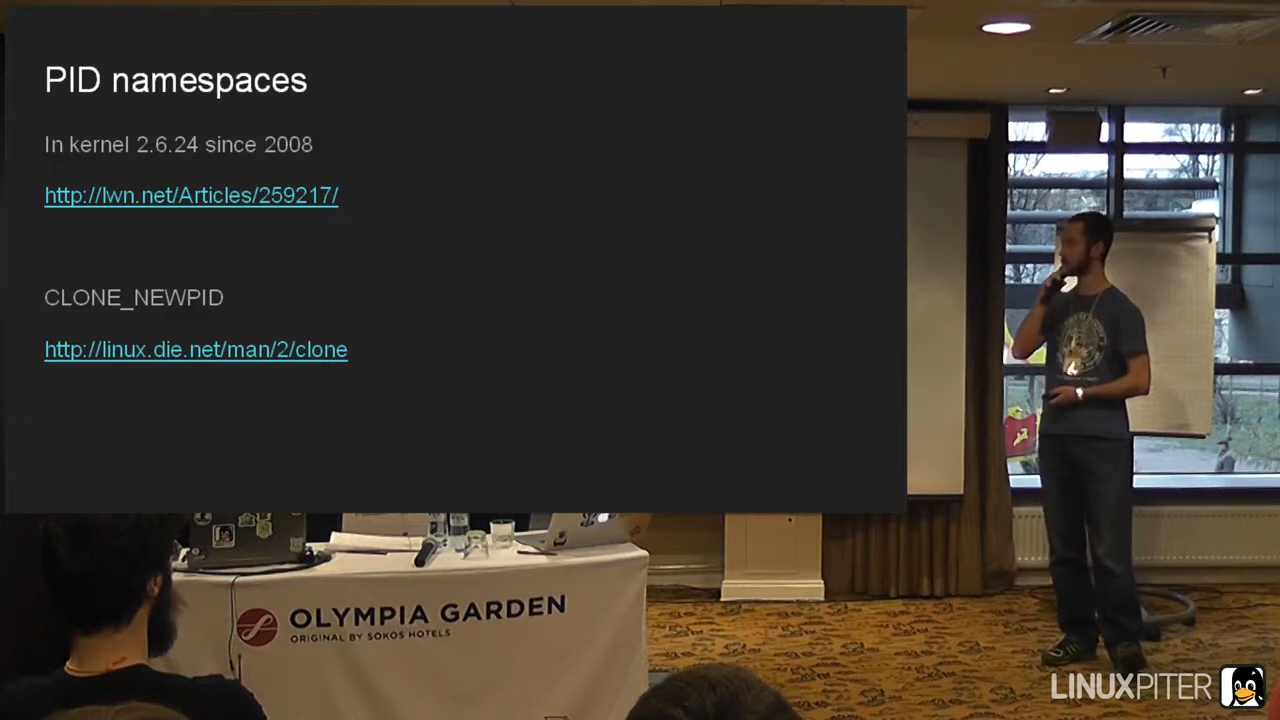 PID namespaces
In kernel 2.6.24 since 2008
http://lwn.net/Articles/259217/
CLONE_NEWPID
http://linux.die.net/man/2/clone
OLYMPIA GARDEN
ORIGINAL BY SOKOS HOTELS
LINUXPITER